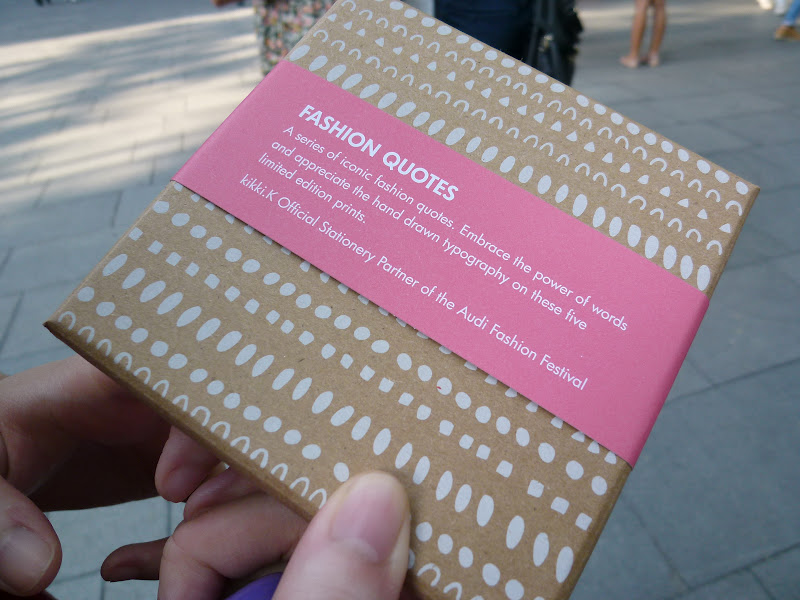 FASHION QUOTES
A series of iconic fashion quotes. Embrace the power of words
and appreciate the hand drawn typography on these five
limited edition prints.
kikki.K Official Stationery Partner of the Audi Fashion Festival